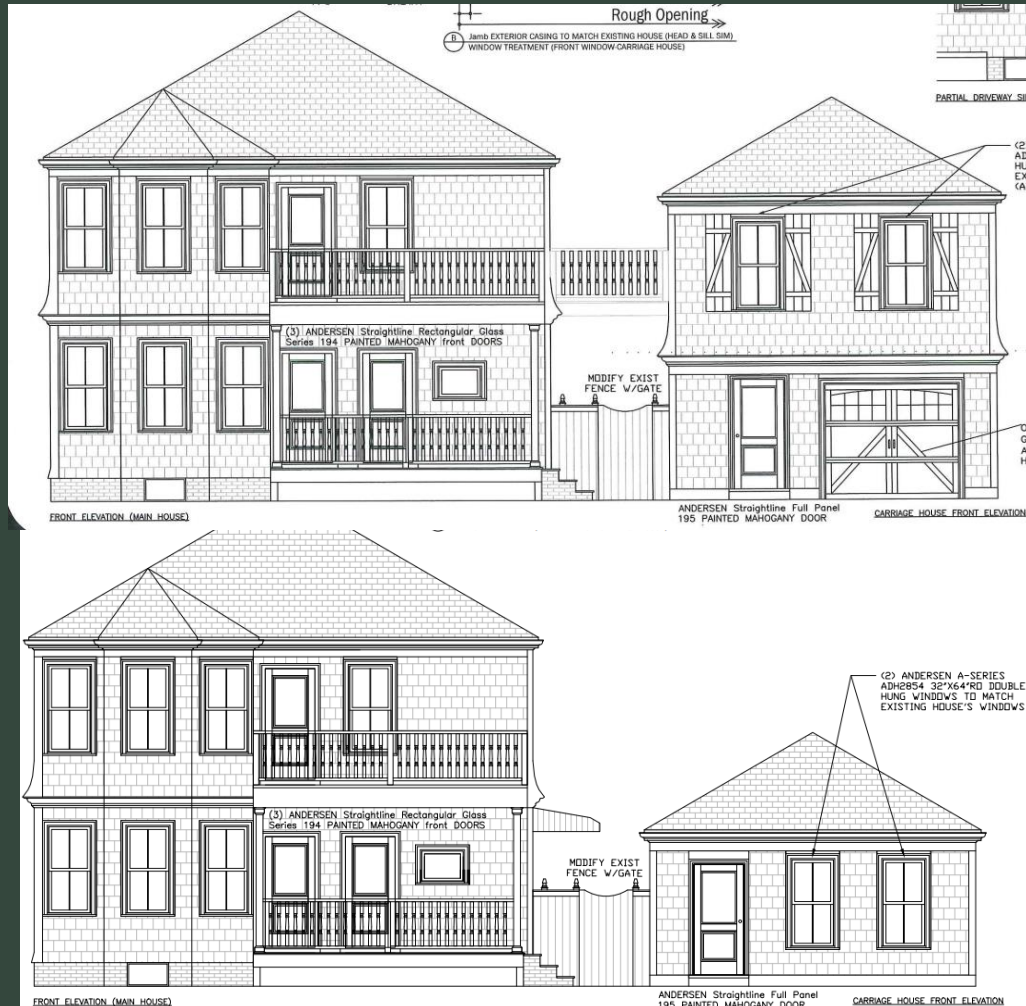 Rough Opening
B
Jamb EXTERIOR CASING TO MATCH EXISTING HOUSE (HEAD & SILL SIM)
WINDOW TREATMENT (FRONT WINDOW-CARRIAGE HOUSE)
PARTIAL DRIVEWAY
(2
AD
HU
EX
(A
(3) ANDERSEN Straightline Rectangular Glass
Series 194 PAINTED MAHOGANY front DOORS
MODIFY EXIST
FENCE W/GATE
G
A
H
FRONT ELEVATION (MAIN HOUSE)
ANDERSEN Straightline Full Panel
195 PAINTED MAHOGANY DOOR
CARRIAGE HOUSE FRONT ELEVATION
(2) ANDERSEN A-SERIES
ADH2854 32"X64"RO DOUBLE
HUNG WINDOWS TO MATCH
EXISTING HOUSE'S WINDOWS
(3) ANDERSEN Straightline Rectangular Glass
Series 194 PAINTED MAHOGANY front DOORS
MODIFY EXIST
FENCE W/GATE
FRONT ELEVATION (MAIN HOUSE)
ANDERSEN Straightline Full Panel
195 PAINTED MAHOGANY DOOR
CARRIAGE HOUSE FRONT ELEVATION